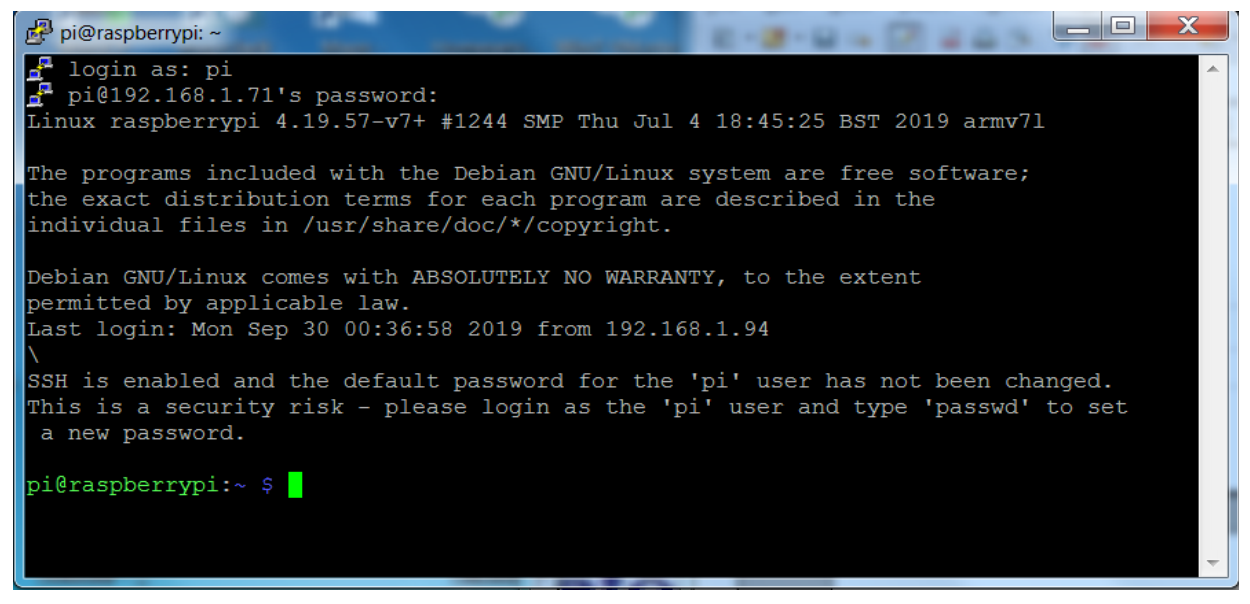 pi@raspberrypi: ~
login as: pi
pi@192.168.1.71's password:
Linux raspberrypi 4.19.57-v7+ #1244 SMP Thu Jul 4 18:45:25 BST 2019 armv7l
The programs included with the Debian GNU/Linux system are free software;
the exact distribution terms for each program are described in the
individual files in /usr/share/doc/*/copyright.
Debian GNU/Linux comes with ABSOLUTELY NO WARRANTY, to the extent
permitted by applicable law.
Last login: Mon Sep 30 00:36:58 2019 from 192.168.1.94
\
SSH is enabled and the default password for the 'pi' user has not been changed.
This is a security risk - please login as the 'pi' user and type 'passwd' to set
 a new password.
pi@raspberrypi:~ $